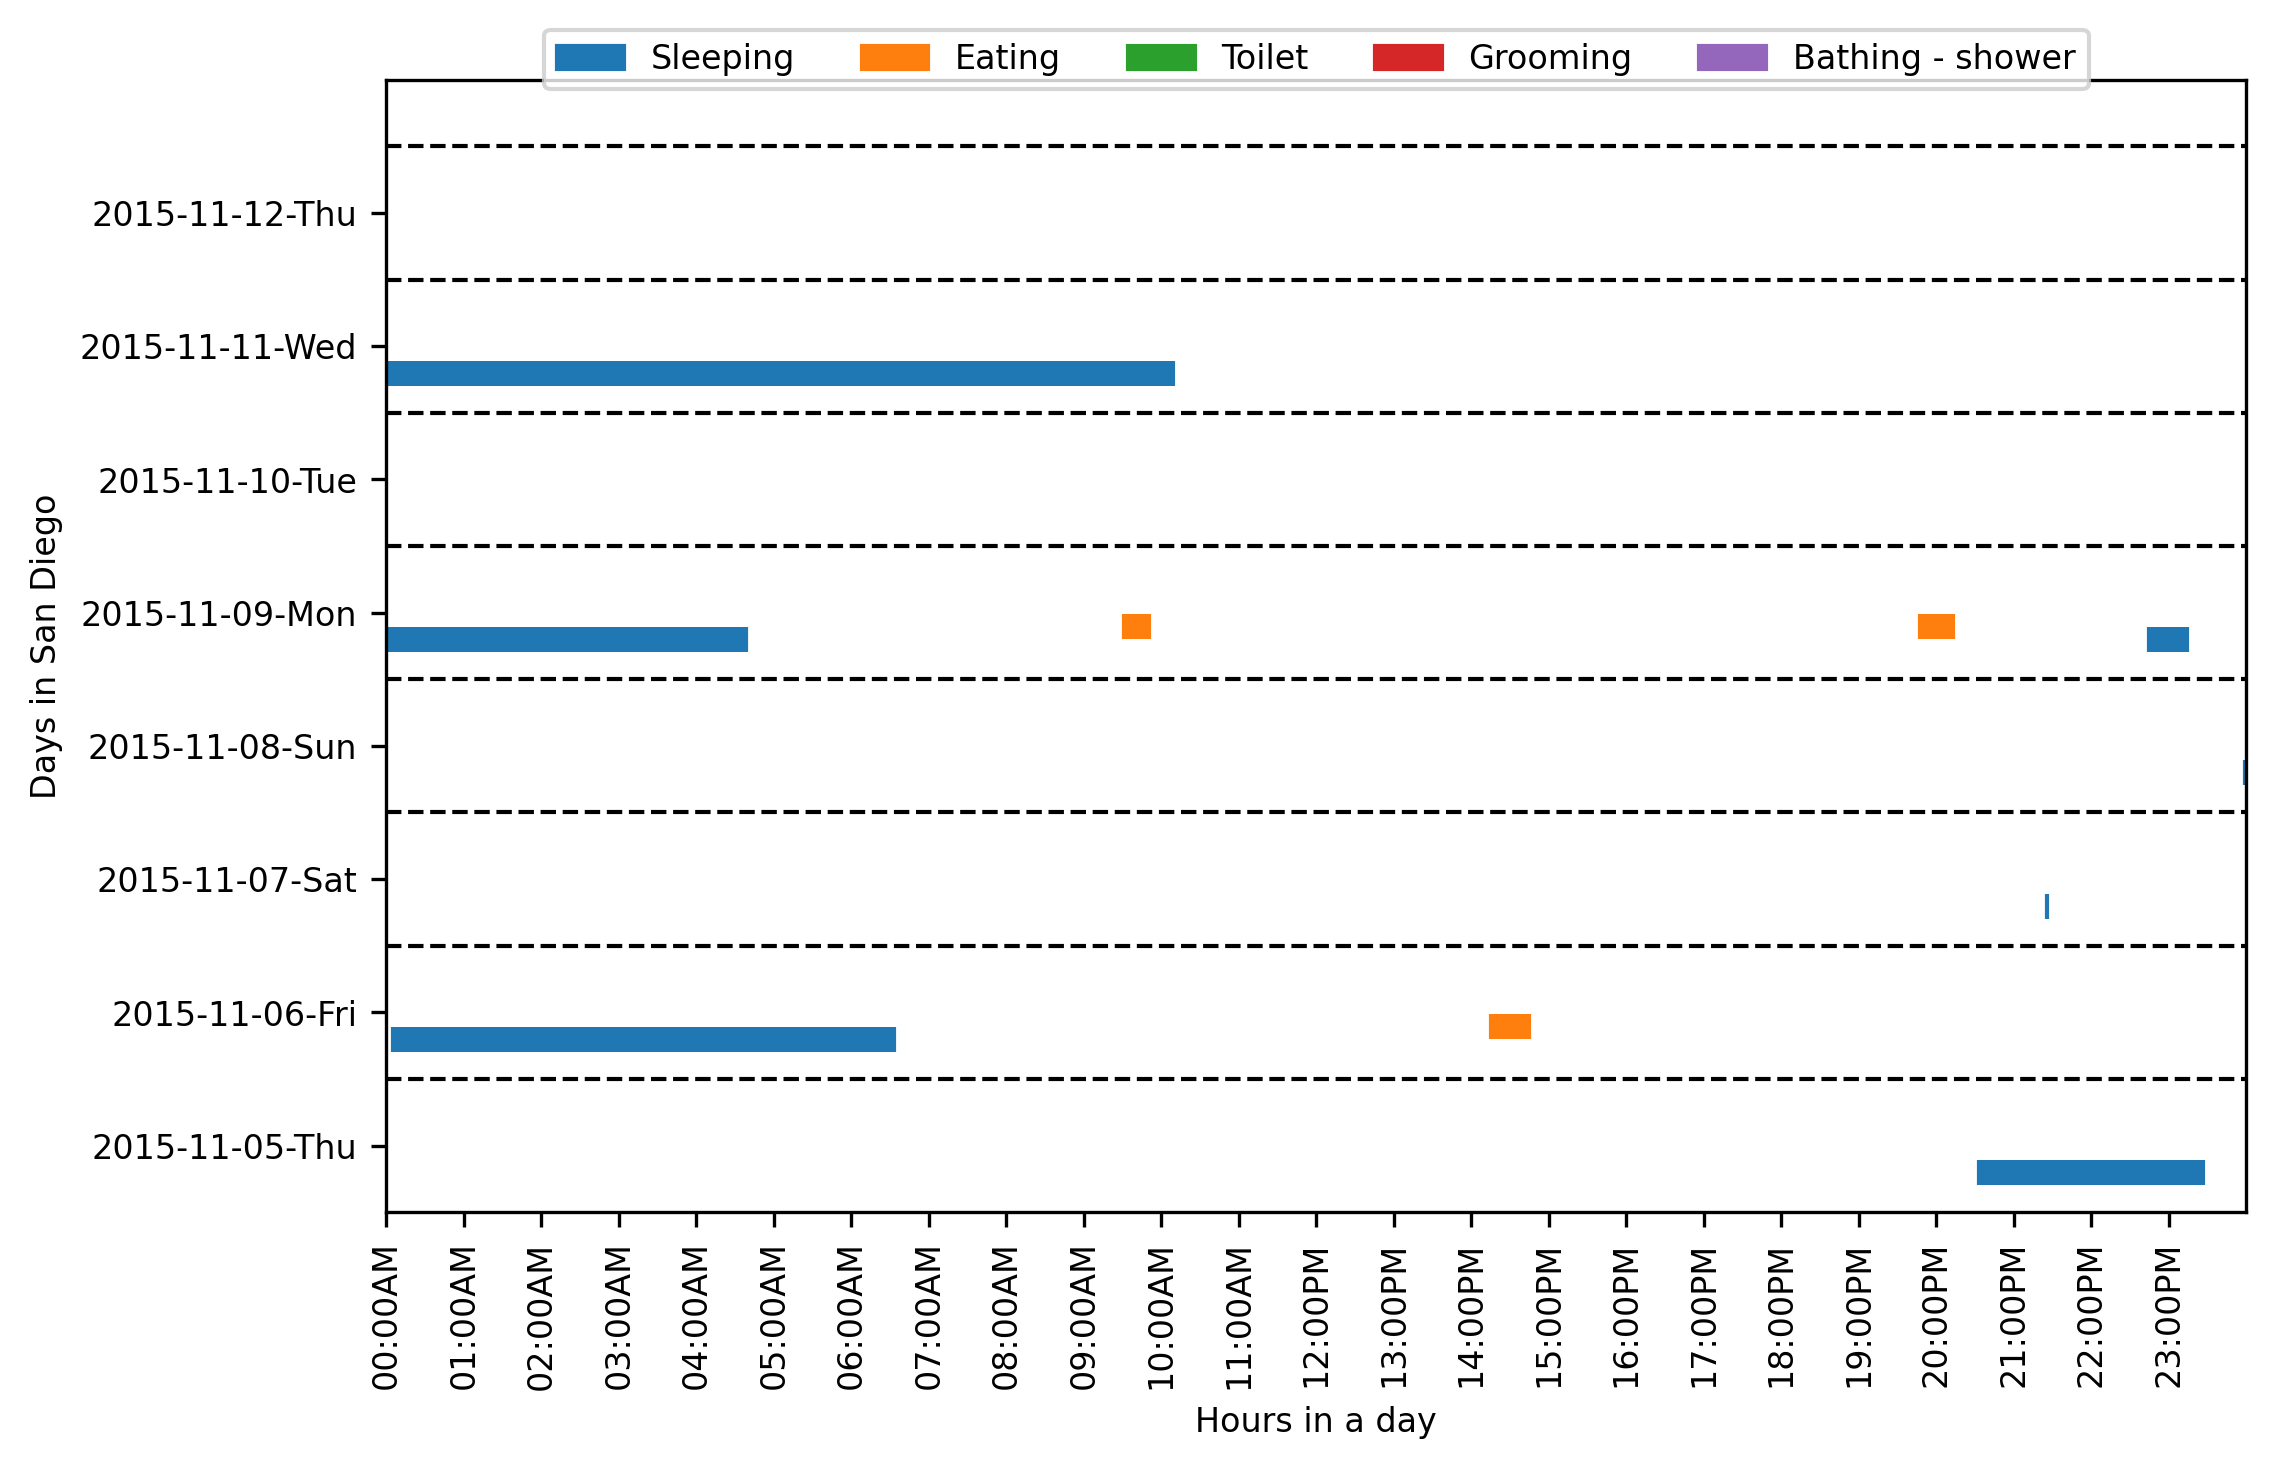 Sleeping Eating Toilet Grooming Bathing - shower
2015-11-12-Thu
2015-11-11-Wed
2015-11-10-Tue
2015-11-09-Mon
2015-11-08-Sun
2015-11-07-Sat
2015-11-06-Fri
2015-11-05-Thu
Days in San Diego
00:00AM
01:00AM
02:00AM
03:00AM
04:00AM
05:00AM
06:00AM
07:00AM
08:00AM
09:00AM
10:00AM
11:00AM
12:00PM
13:00PM
14:00PM
15:00PM
16:00PM
17:00PM
18:00PM
19:00PM
20:00PM
21:00PM
22:00PM
23:00PM
Hours in a day